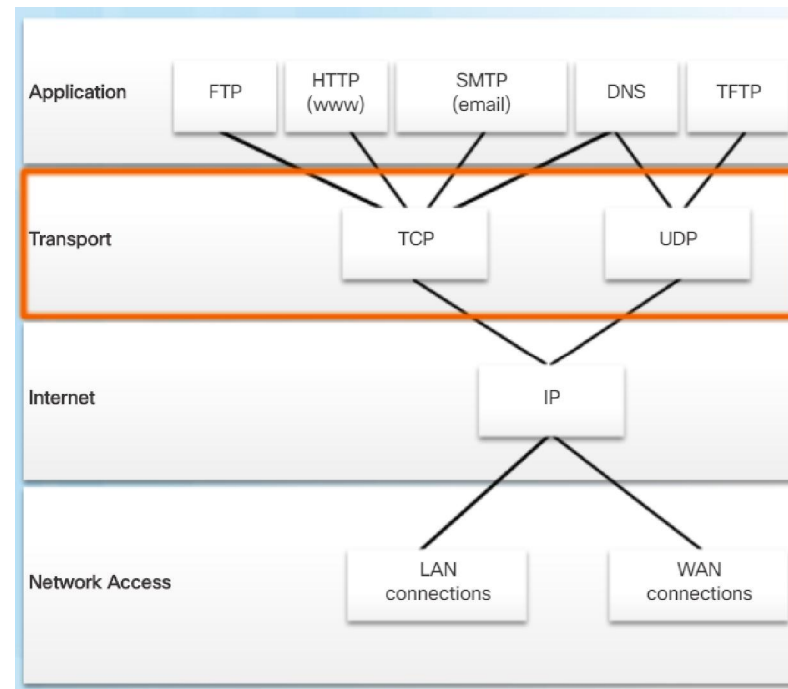 Application
FTP
HTTP
(www)
SMTP
(email)
DNS
TFTP
Transport
TCP
UDP
Internet
IP
Network Access
LAN
connections
WAN
connections